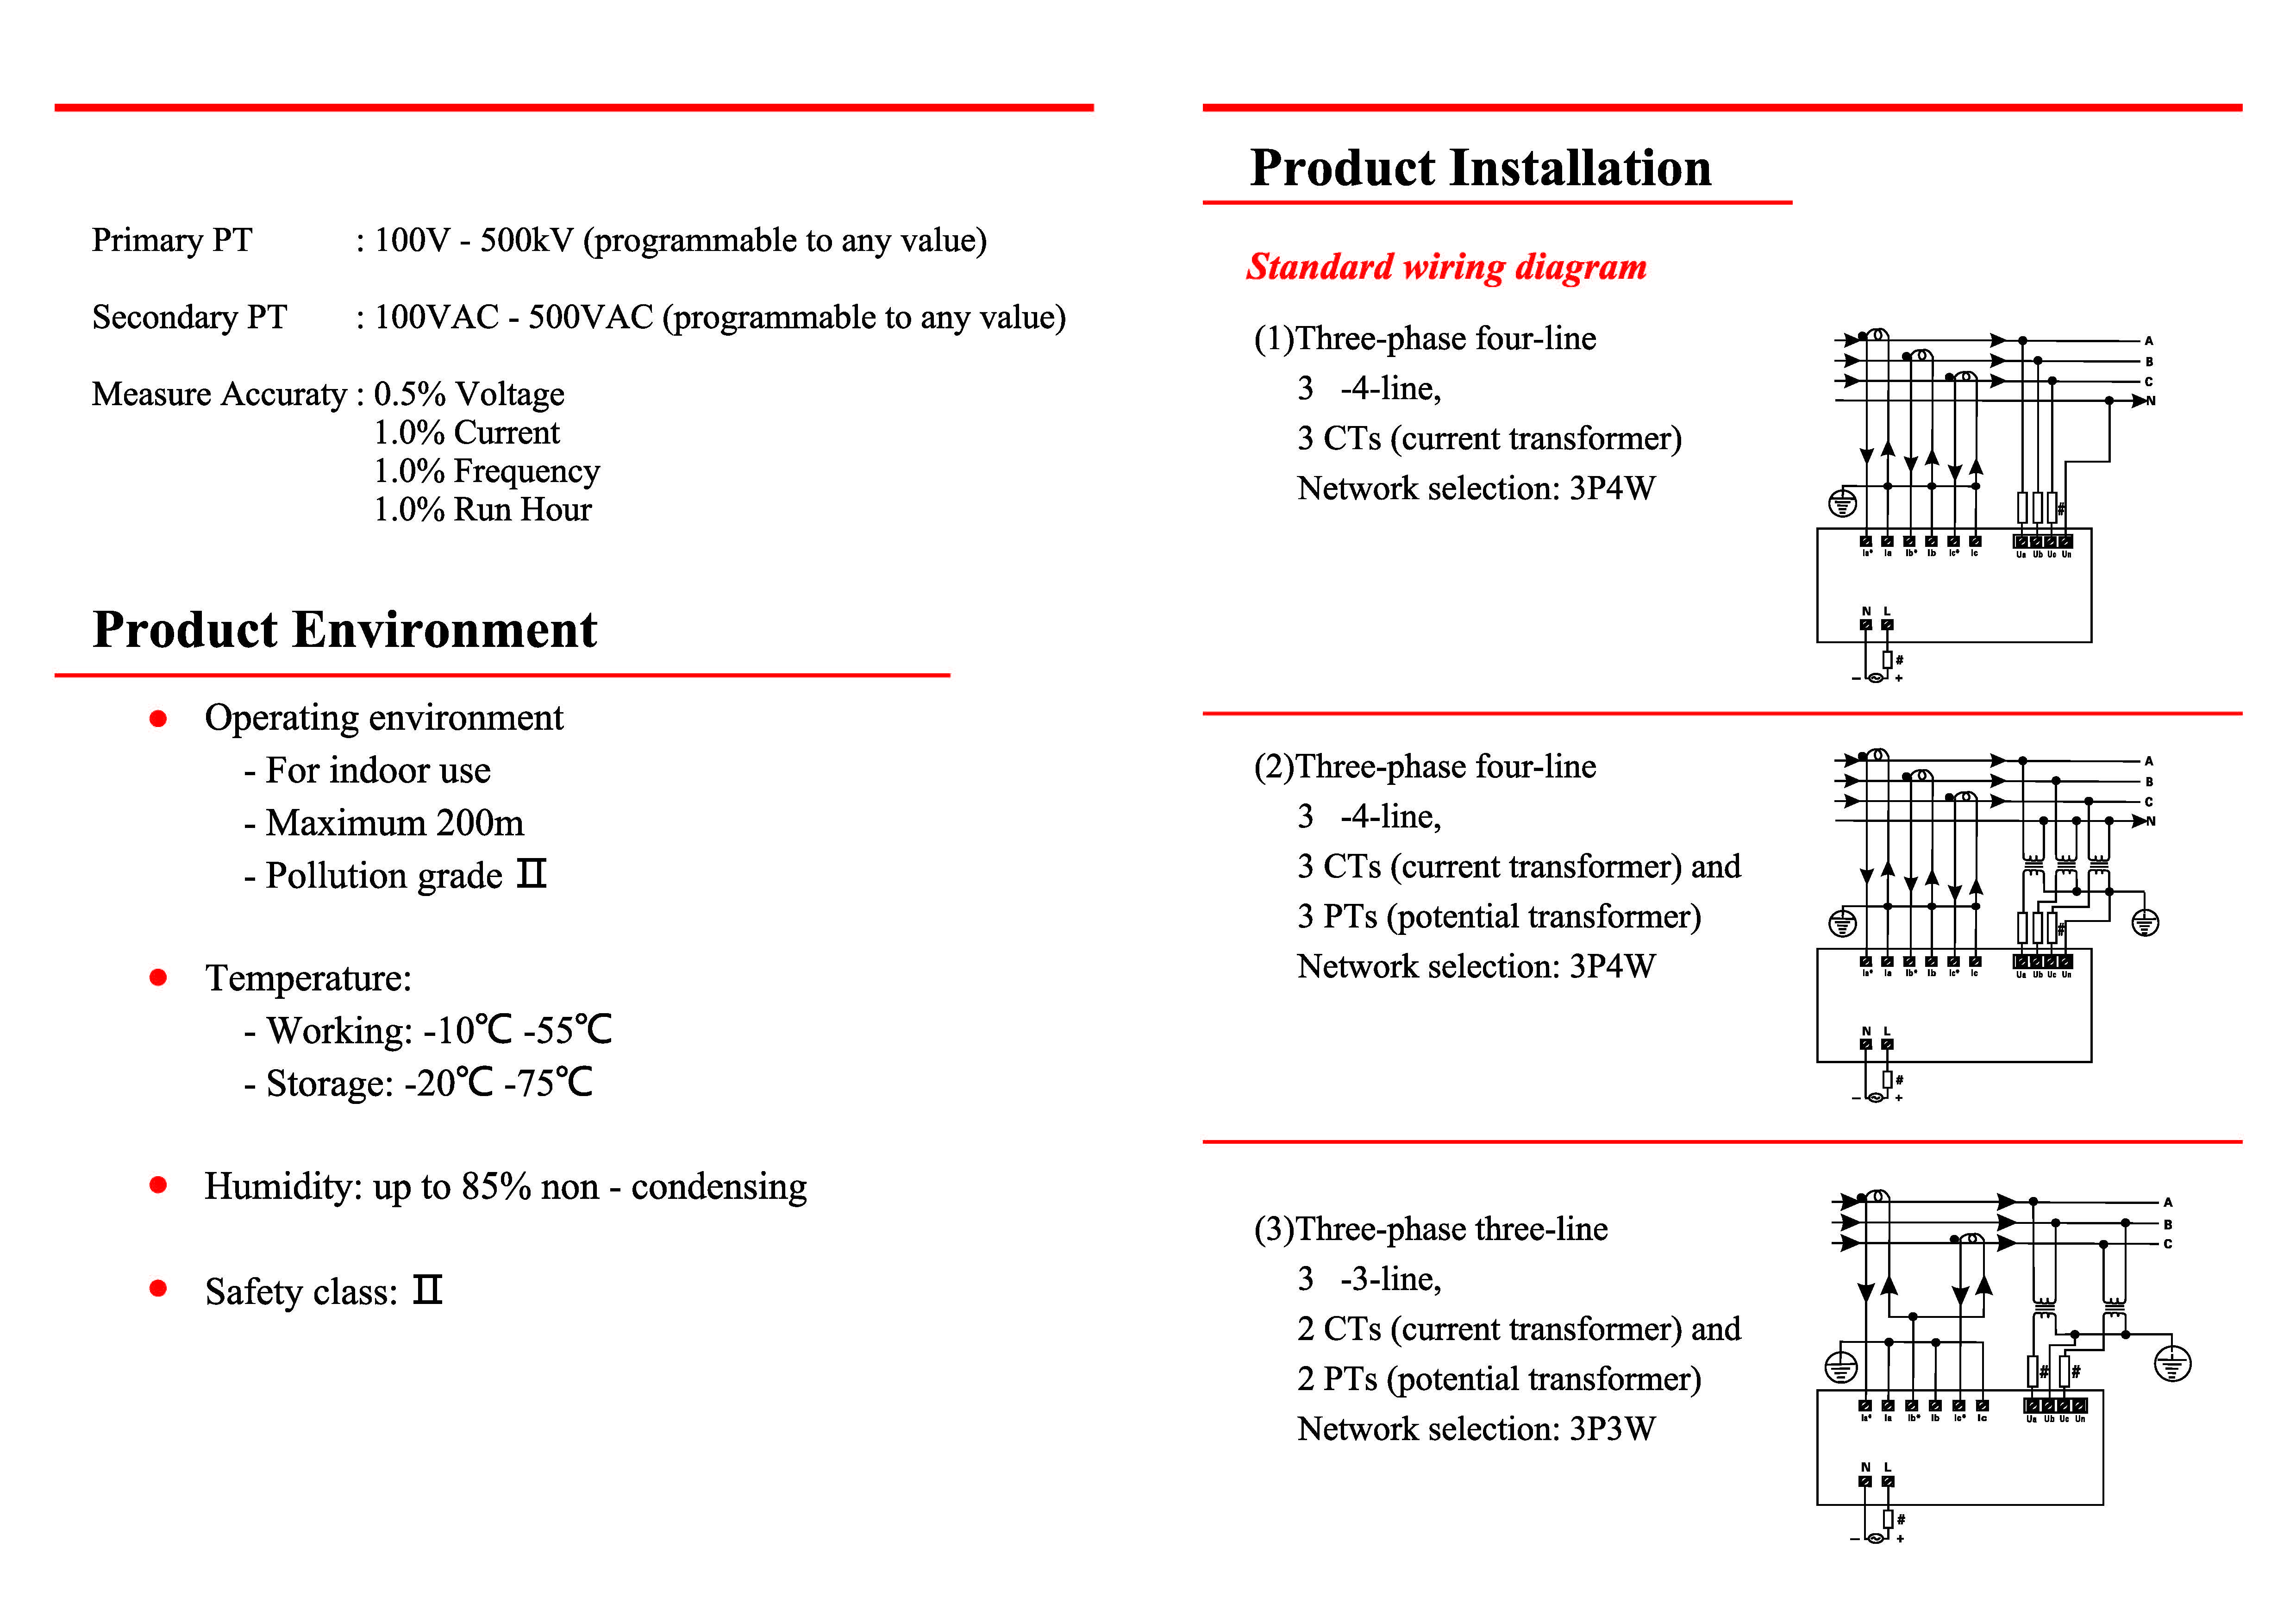 Primary PT : 100V - 500kV (programmable to any value)
Secondary PT : 100VAC - 500VAC (programmable to any value)
Measure Accuraty : 0.5% Voltage
1.0% Current
1.0% Frequency
1.0% Run Hour
Product Environment
● Operating environment
- For indoor use
- Maximum 200m
- Pollution grade Ⅱ
● Temperature:
- Working: -10℃ -55℃
- Storage: -20℃ -75℃
● Humidity: up to 85% non - condensing
● Safety class: Ⅱ
Product Installation
Standard wiring diagram
(1)Three-phase four-line
3 -4-line,
3 CTs (current transformer)
Network selection: 3P4W
A
B
C
N
#
Ia* Ia Ib* Ib Ic* Ic Ua Ub Uc Un
N L
#
– +
(2)Three-phase four-line
3 -4-line,
3 CTs (current transformer) and
3 PTs (potential transformer)
Network selection: 3P4W
A
B
C
N
#
Ia* Ia Ib* Ib Ic* Ic Ua Ub Uc Un
N L
#
– +
(3)Three-phase three-line
3 -3-line,
2 CTs (current transformer) and
2 PTs (potential transformer)
Network selection: 3P3W
A
B
C
# #
Ia* Ia Ib* Ib Ic* Ic Ua Ub Uc Un
N L
#
– +